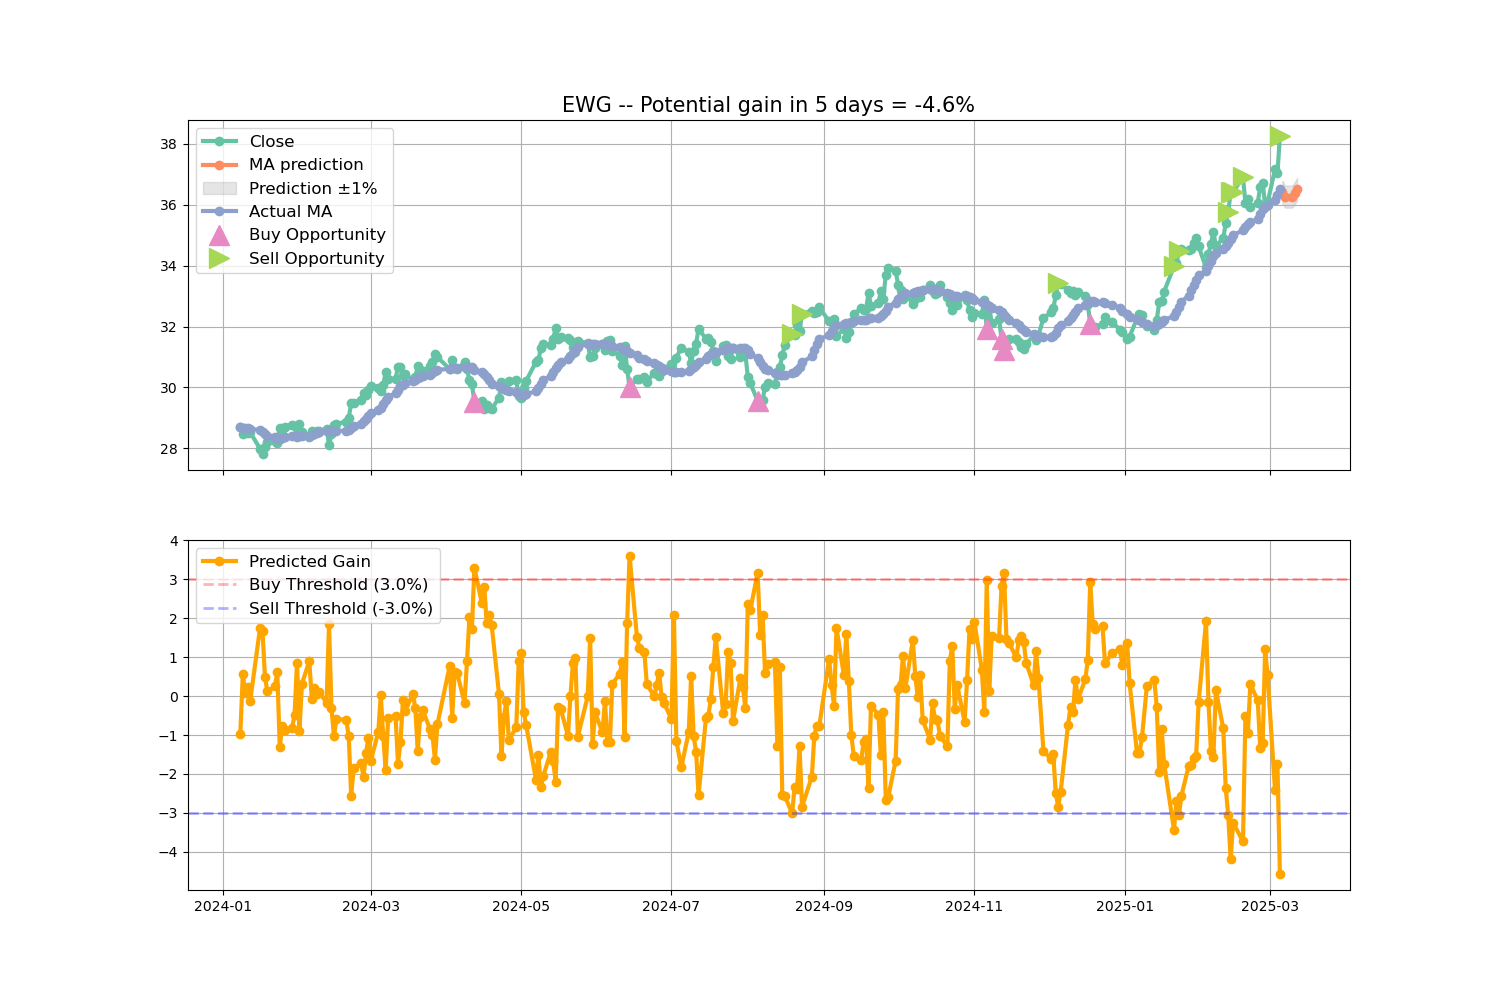 EWG -- Potential gain in 5 days = -4.6%
38
36
34
32
30
28
Close
MA prediction
Prediction ±1%
Actual MA
Buy Opportunity
Sell Opportunity
4
3
2
1
0
−1
−2
−3
−4
Predicted Gain
Buy Threshold (3.0%)
Sell Threshold (-3.0%)
2024-01
2024-03
2024-05
2024-07
2024-09
2024-11
2025-01
2025-03